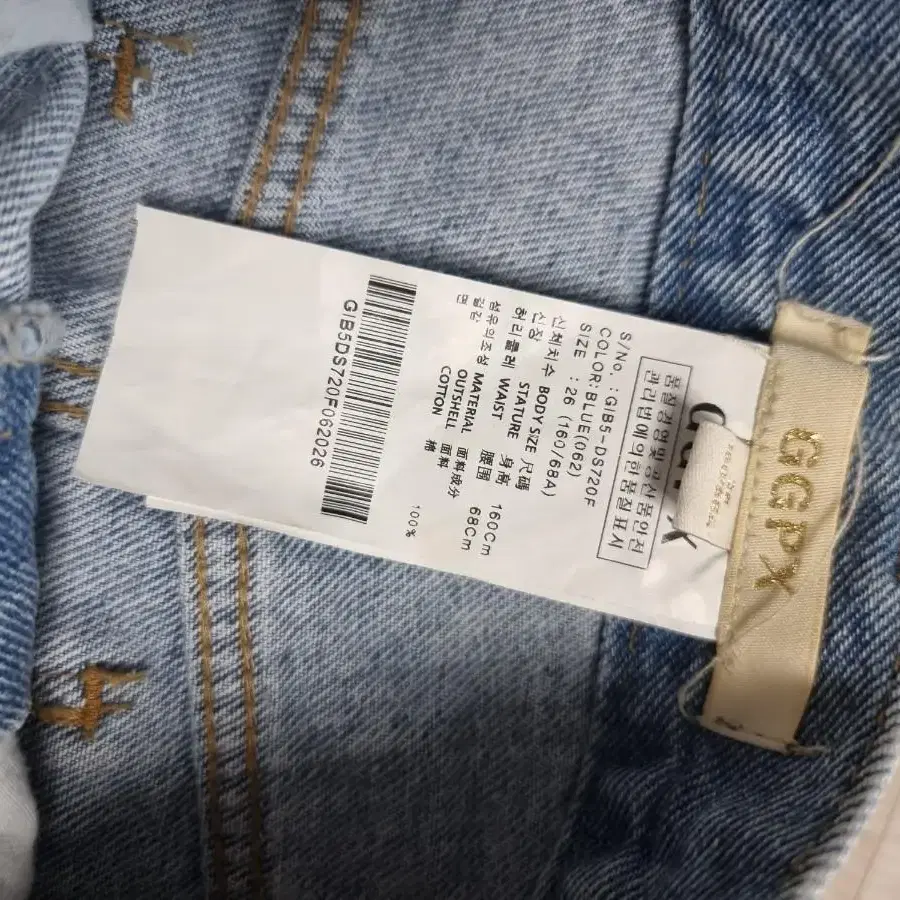 GGPX
품질경영및공산품안전
관리법에의한품질표시
S/No. :GIB5-DS720F
COLOR:BLUE(062)
SIZE :26 (160/68A)
신체치수 BODY SIZE 尺碼
신장 STATURE 身高 160Cm
허리둘레 WAIST 腰围 68Cm
섬유의조성 MATERIAL 面料成分
겉감 OUTSHELL 面料
면 COTTON 棉 100%
GIB5DS720F062026